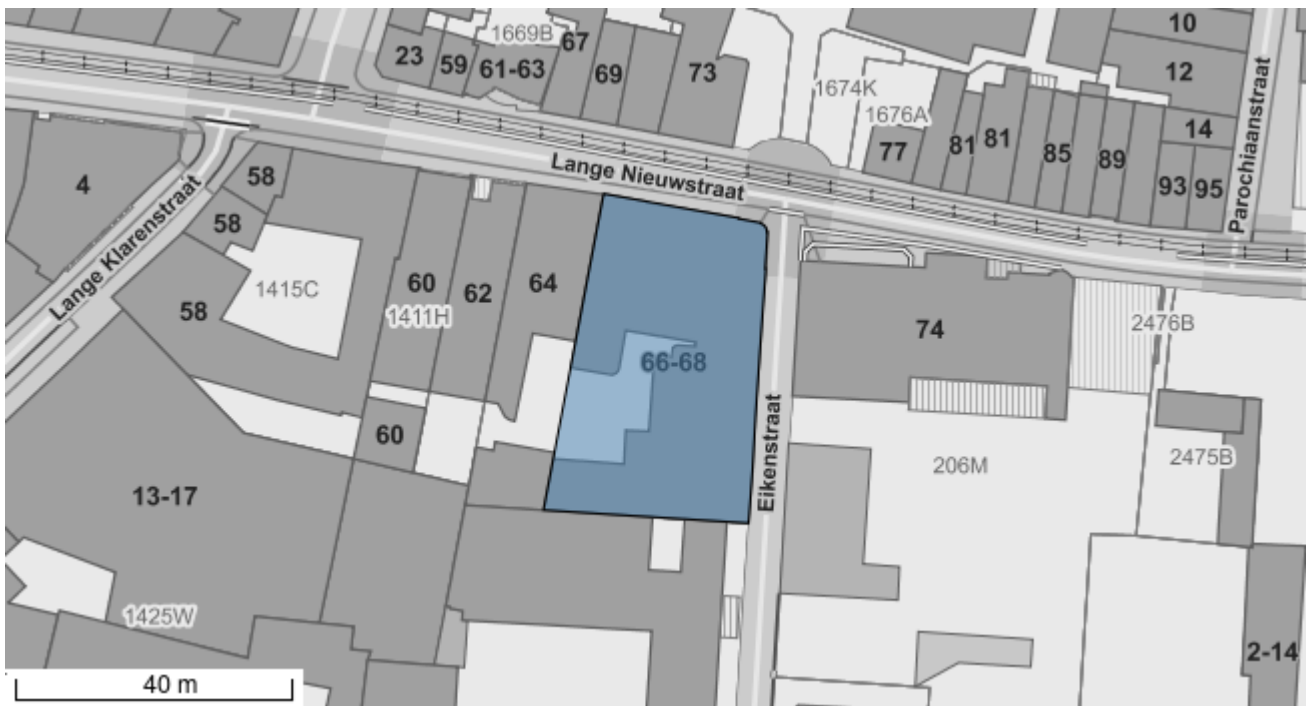 10
1669B
67
23
59
61-63
69
73
12
1674K
1676A
14
77
81
81
85
89
93
95
Parochiaanstraat
Lange Nieuwstraat
4
58
58
Lange Klarenstraat
58
1415C
60
1411H
62
64
66-68
74
2476B
Eikenstraat
60
206M
2475B
13-17
1425W
2-14
40 m